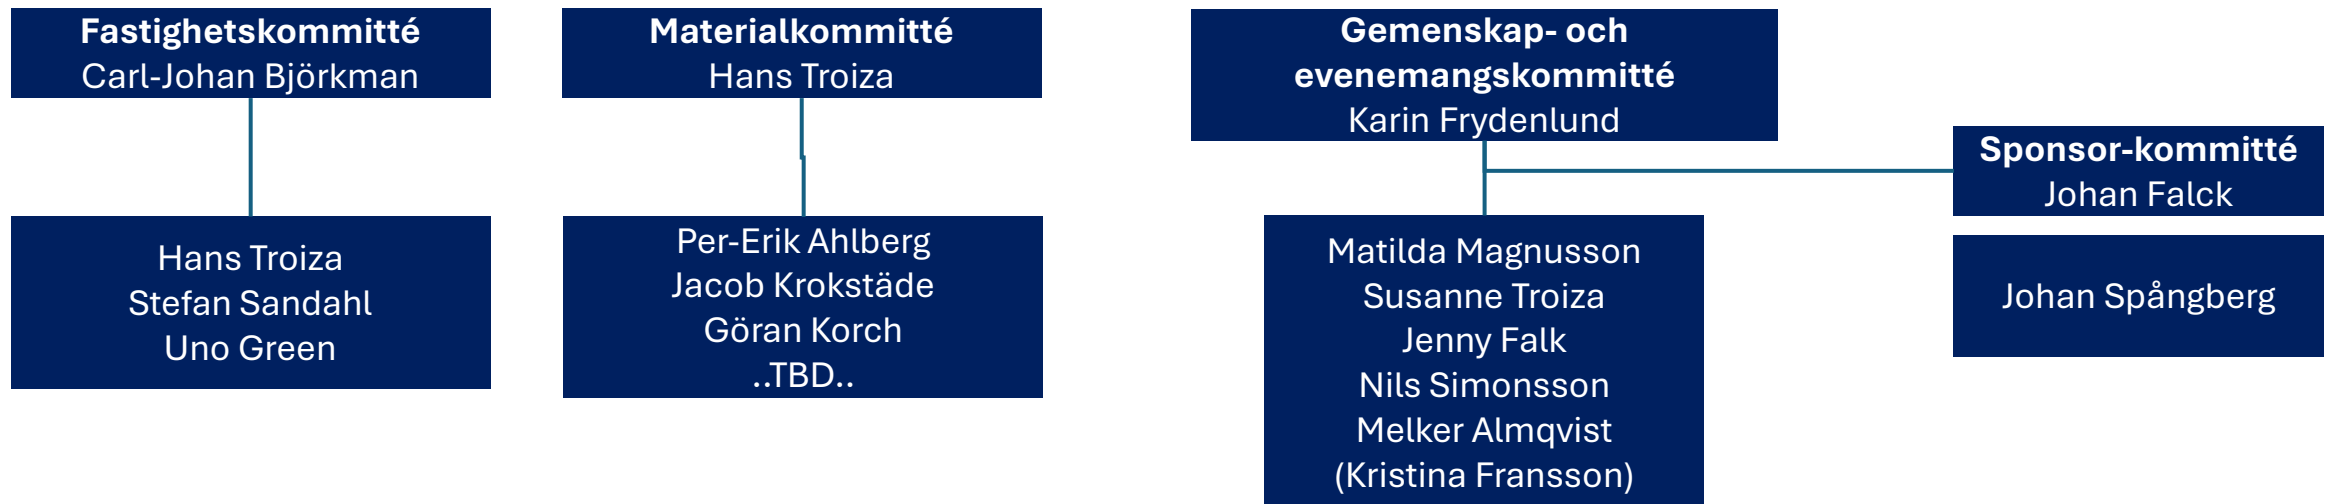 Fastighetskommitté
Carl-Johan Björkman
Hans Troiza
Stefan Sandahl
Uno Green
Materialkommitté
Hans Troiza
Per-Erik Ahlberg
Jacob Krokstäde
Göran Korch
..TBD..
Gemenskap- och
evenemangskommitté
Karin Frydenlund
Matilda Magnusson
Susanne Troiza
Jenny Falk
Nils Simonsson
Melker Almqvist
(Kristina Fransson)
Sponsor-kommitté
Johan Falck
Johan Spångberg